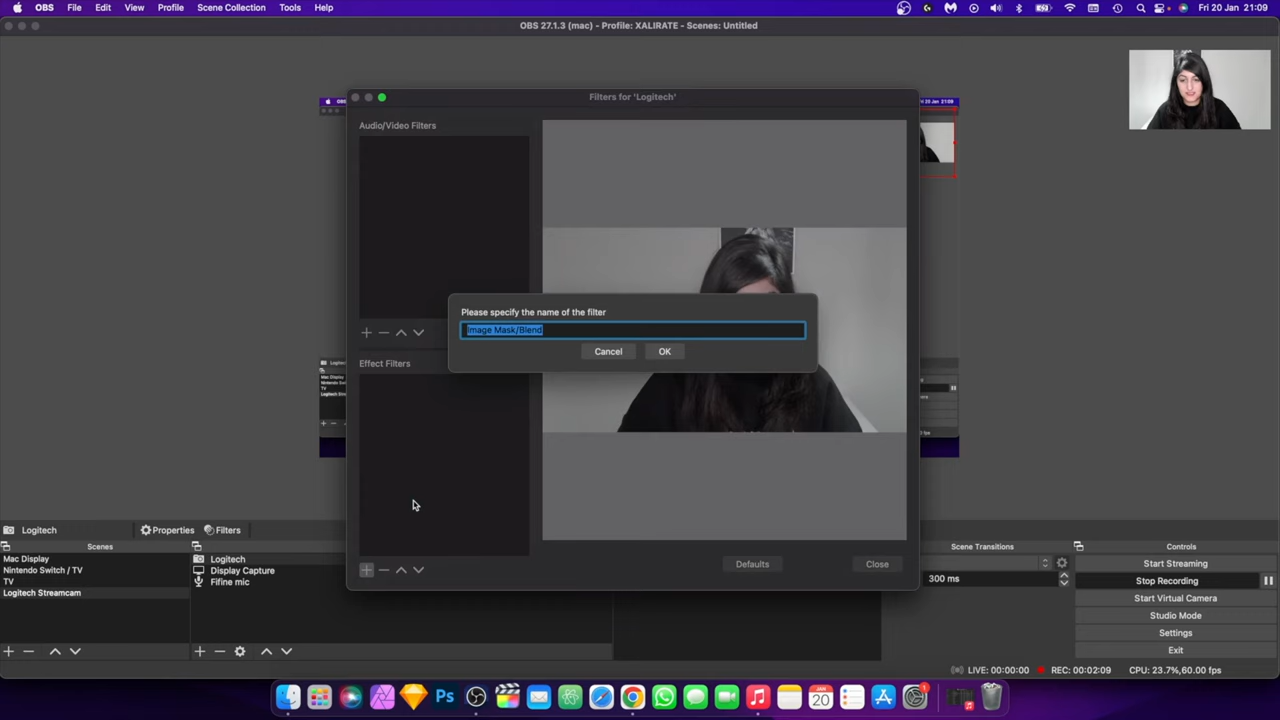 OBS File Edit View Profile Scene Collection Tools Help
Fri 20 Jan 21:09
OBS 27.1.3 (mac) - Profile: XALIRATE - Scenes: Untitled
Filters for 'Logitech'
Audio/Video Filters
Please specify the name of the filter
Image Mask/Blend
Cancel OK
Effect Filters
Defaults Close
Logitech Properties Filters
Scenes
Mac Display
Nintendo Switch / TV
TV
Logitech Streamcam
Logitech
Display Capture
Fifine mic
Scene Transitions
300 ms
Controls
Start Streaming
Stop Recording
Start Virtual Camera
Studio Mode
Settings
Exit
LIVE: 00:00:00 REC: 00:02:09 CPU: 23.7%,60.00 fps
Ps
JAN
20